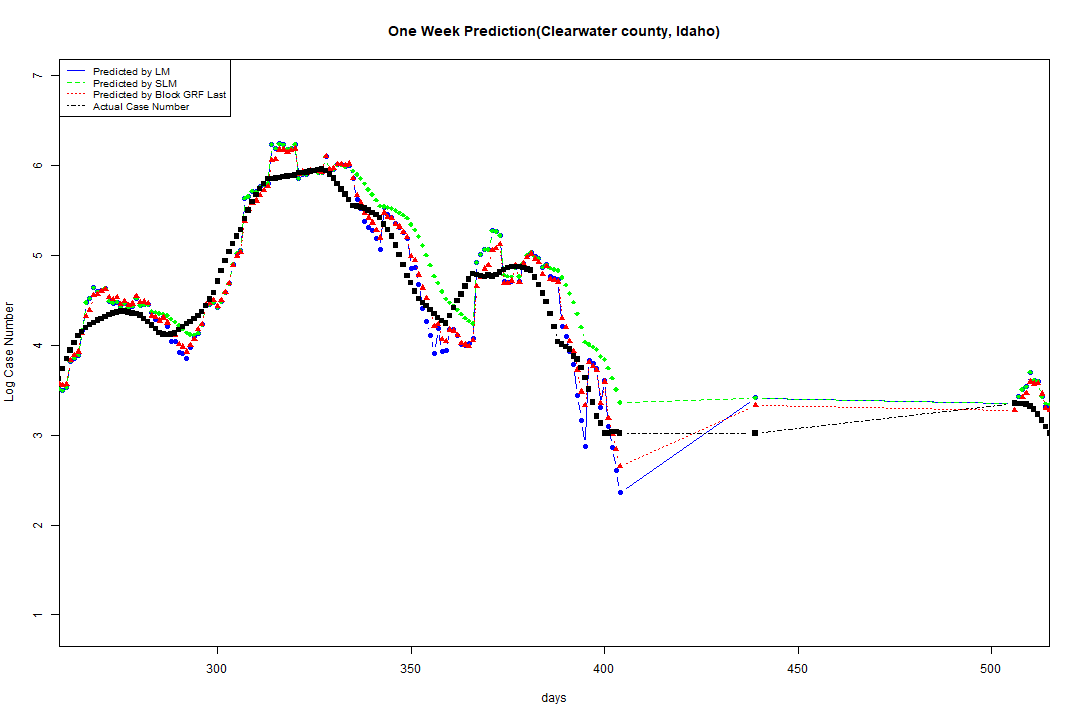 One Week Prediction(Clearwater county, Idaho)
Predicted by LM
Predicted by SLM
Predicted by Block GRF Last
Actual Case Number
Log Case Number
7
6
5
4
3
2
1
300 350 400 450 500
days